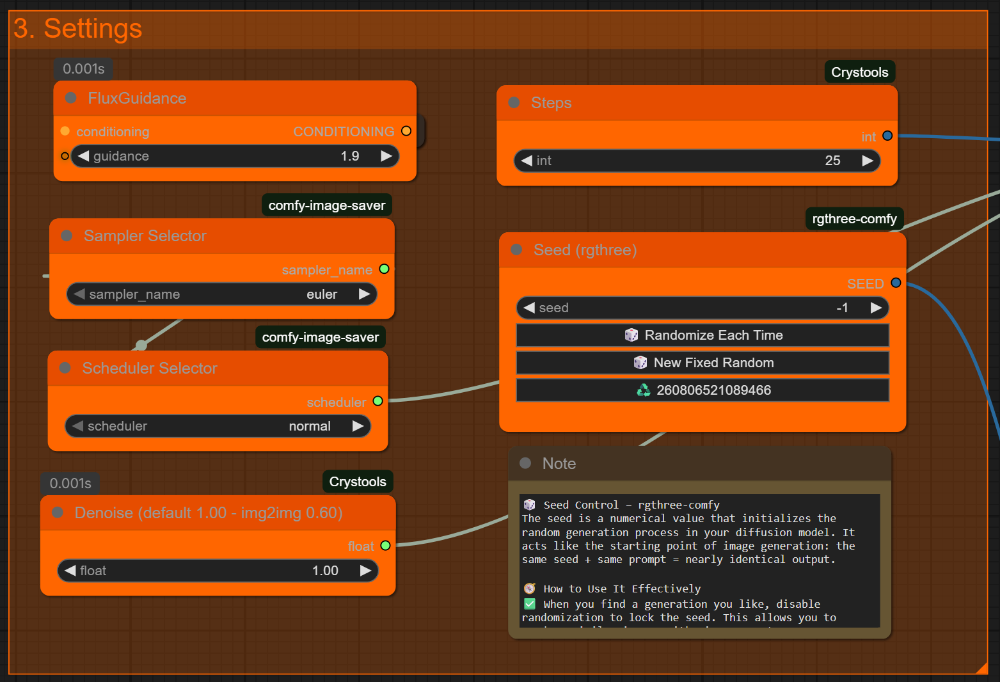 3. Settings
0.001s
FluxGuidance
conditioning
CONDITIONING
guidance
1.9
comfy-image-saver
Sampler Selector
sampler_name
sampler_name
euler
comfy-image-saver
Scheduler Selector
scheduler
scheduler
normal
0.001s
Crystools
Denoise (default 1.00 - img2img 0.60)
float
float
1.00
Crystools
Steps
int
int
25
rgthree-comfy
Seed (rgthree)
SEED
seed
-1
🎲 Randomize Each Time
🎲 New Fixed Random
♻️ 260806521089466
Note
🎲 Seed Control – rgthree-comfy
The seed is a numerical value that initializes the
random generation process in your diffusion model. It
acts like the starting point of image generation: the
same seed + same prompt = nearly identical output.
🧭 How to Use It Effectively
✅ When you find a generation you like, disable
randomization to lock the seed. This allows you to